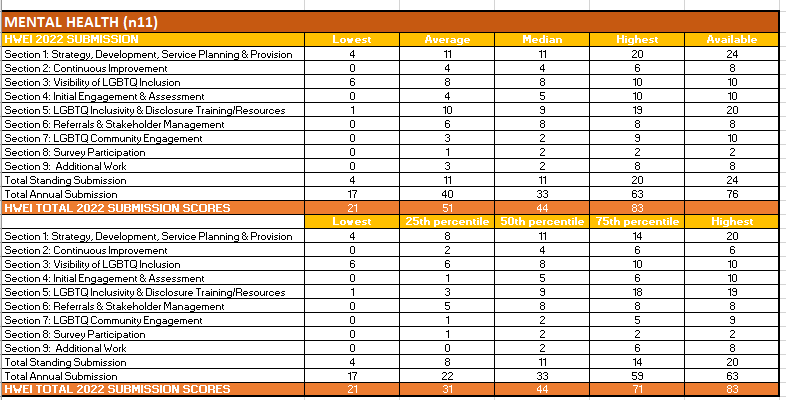 MENTAL HEALTH (n11)
HWEI 2022 SUBMISSION Lowest Average Median Highest Available
Section 1: Strategy, Development, Service Planning & Provision 4 11 11 20 24
Section 2: Continuous Improvement 0 4 4 6 8
Section 3: Visibility of LGBTQ Inclusion 6 8 8 10 10
Section 4: Initial Engagement & Assessment 0 4 5 10 10
Section 5: LGBTQ Inclusivity & Disclosure Training/Resources 1 10 9 19 20
Section 6: Referrals & Stakeholder Management 0 6 8 8 8
Section 7: LGBTQ Community Engagement 0 3 2 9 10
Section 8: Survey Participation 0 1 2 2 2
Section 9: Additional Work 0 3 2 8 8
Total Standing Submission 4 11 11 20 24
Total Annual Submission 17 40 33 63 76
HWEI TOTAL 2022 SUBMISSION SCORES 21 51 44 83
Lowest 25th percentile 50th percentile 75th percentile Highest
Section 1: Strategy, Development, Service Planning & Provision 4 8 11 14 20
Section 2: Continuous Improvement 0 2 4 6 6
Section 3: Visibility of LGBTQ Inclusion 6 6 8 10 10
Section 4: Initial Engagement & Assessment 0 1 5 6 10
Section 5: LGBTQ Inclusivity & Disclosure Training/Resources 1 3 9 18 19
Section 6: Referrals & Stakeholder Management 0 5 8 8 8
Section 7: LGBTQ Community Engagement 0 1 2 5 9
Section 8: Survey Participation 0 1 2 2 2
Section 9: Additional Work 0 0 2 6 8
Total Standing Submission 4 8 11 14 20
Total Annual Submission 17 22 33 59 63
HWEI TOTAL 2022 SUBMISSION SCORES 21 31 44 71 83